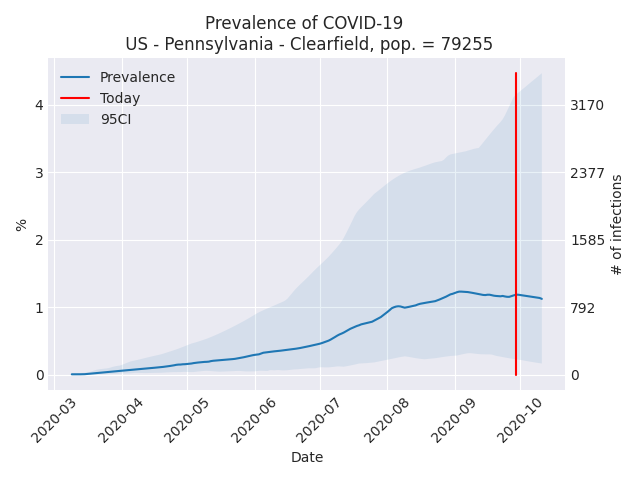 Prevalence of COVID-19
US - Pennsylvania - Clearfield, pop. = 79255
Prevalence
Today
95CI
4
3
2
1
0
%
3170
2377
1585
792
0
# of infections
2020-03
2020-04
2020-05
2020-06
2020-07
2020-08
2020-09
2020-10
Date